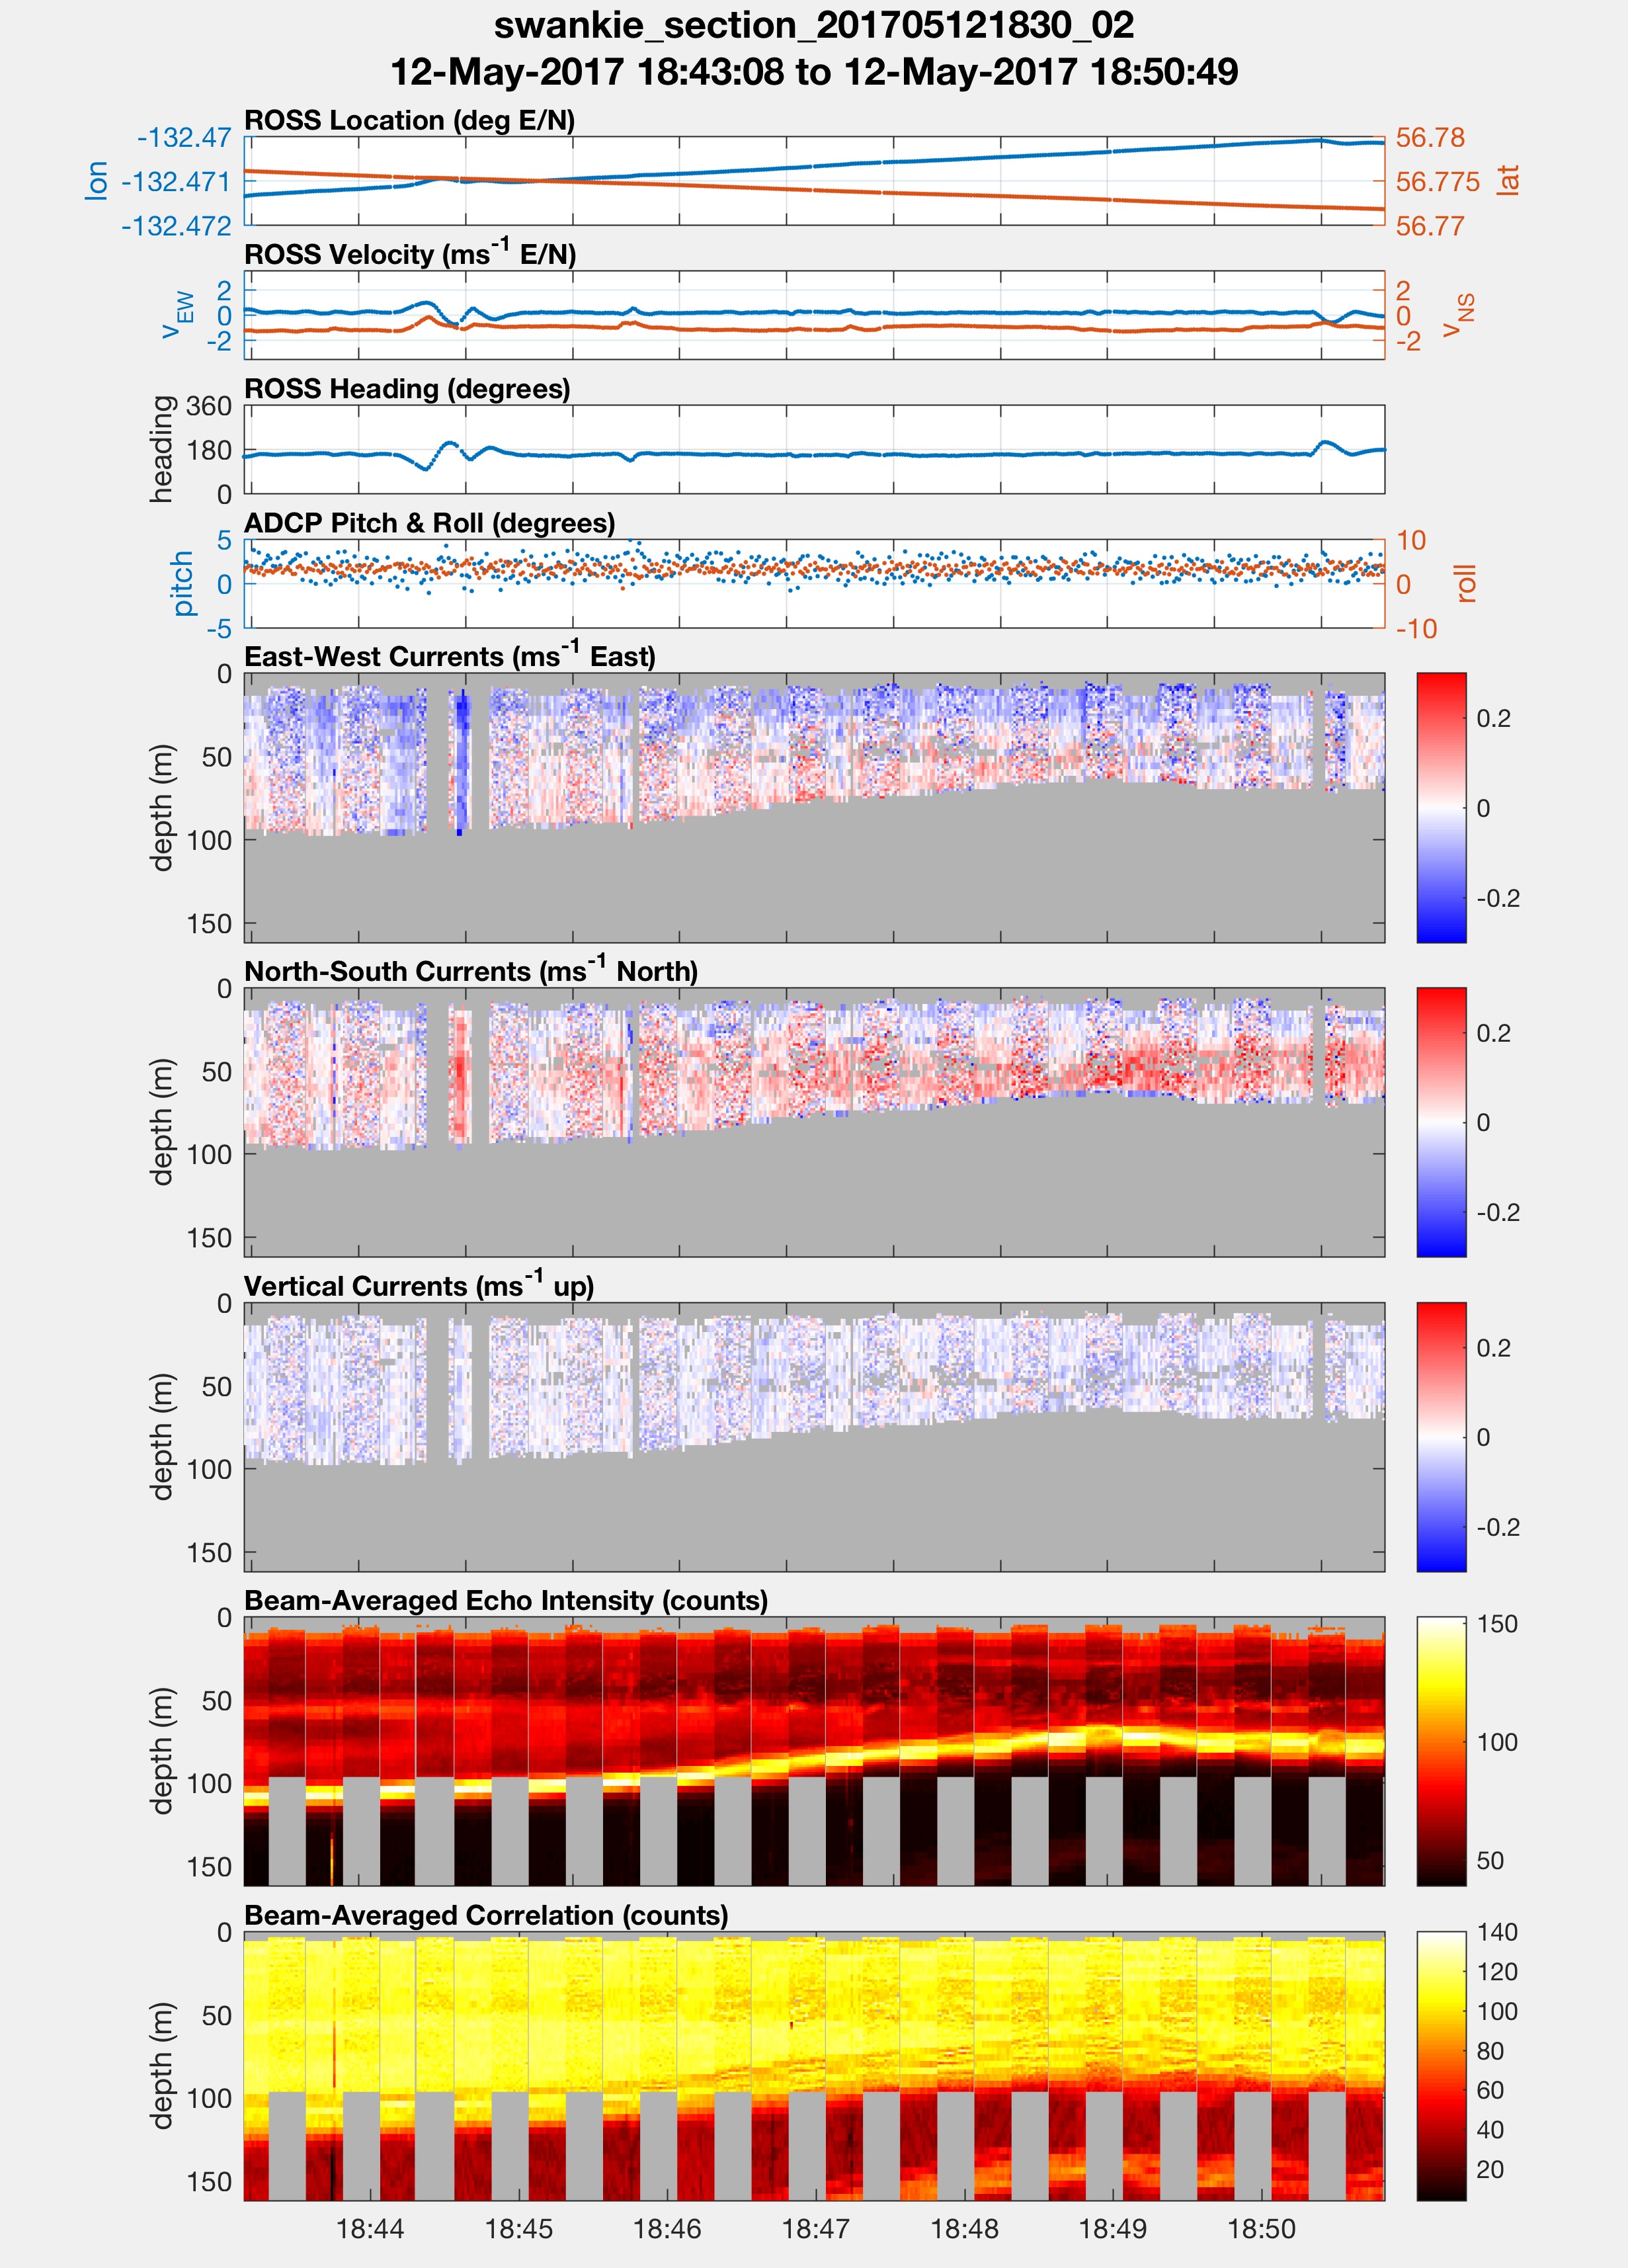 swankie_section_201705121830_02
12-May-2017 18:43:08 to 12-May-2017 18:50:49
ROSS Location (deg E/N)
lon
-132.47
-132.471
-132.472
56.78
56.775
56.77
lat
ROSS Velocity (ms⁻¹ E/N)
vEW
2
0
-2
2
0
-2
vNS
ROSS Heading (degrees)
heading
360
180
0
ADCP Pitch & Roll (degrees)
pitch
5
0
-5
10
0
-10
roll
East-West Currents (ms⁻¹ East)
depth (m)
0
50
100
150
0.2
0
-0.2
North-South Currents (ms⁻¹ North)
depth (m)
0
50
100
150
0.2
0
-0.2
Vertical Currents (ms⁻¹ up)
depth (m)
0
50
100
150
0.2
0
-0.2
Beam-Averaged Echo Intensity (counts)
depth (m)
0
50
100
150
150
100
50
Beam-Averaged Correlation (counts)
depth (m)
0
50
100
150
140
120
100
80
60
40
20
18:44 18:45 18:46 18:47 18:48 18:49 18:50